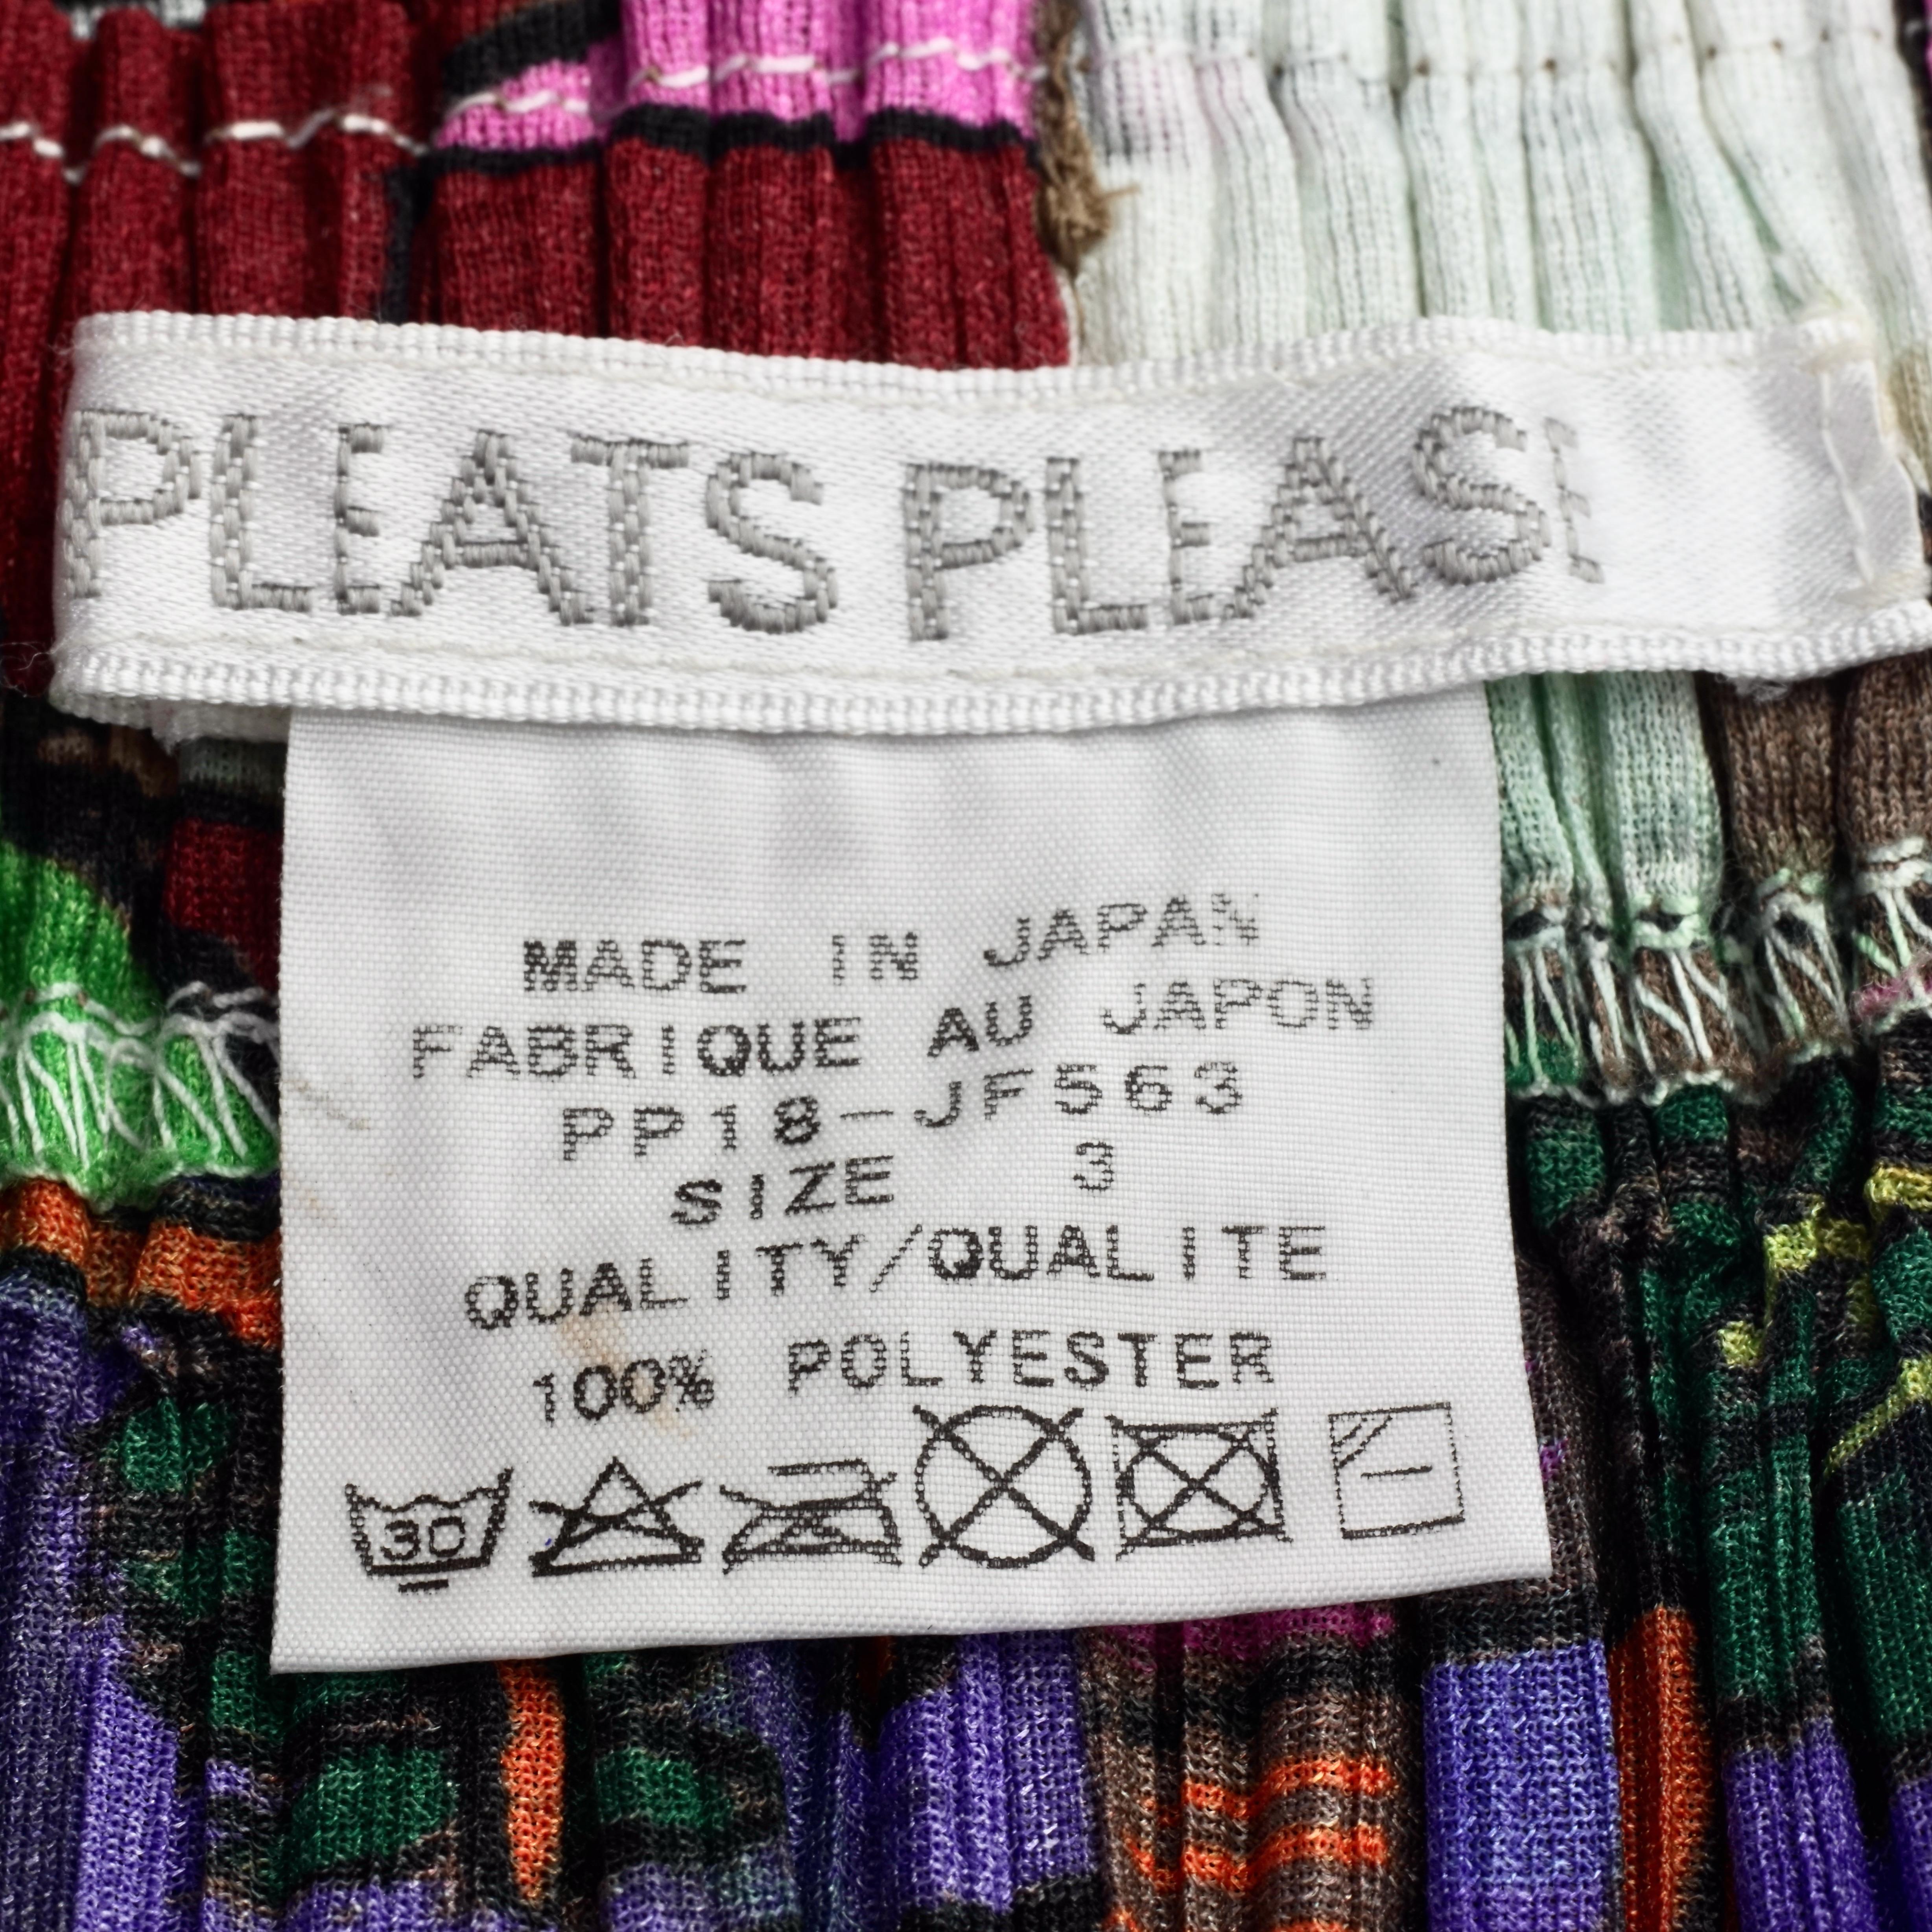 PLEATS PLEASE
MADE IN JAPAN
FABRIQUE AU JAPON
PP18-JF563
SIZE 3
QUALITY/QUALITE
100% POLYESTER
30